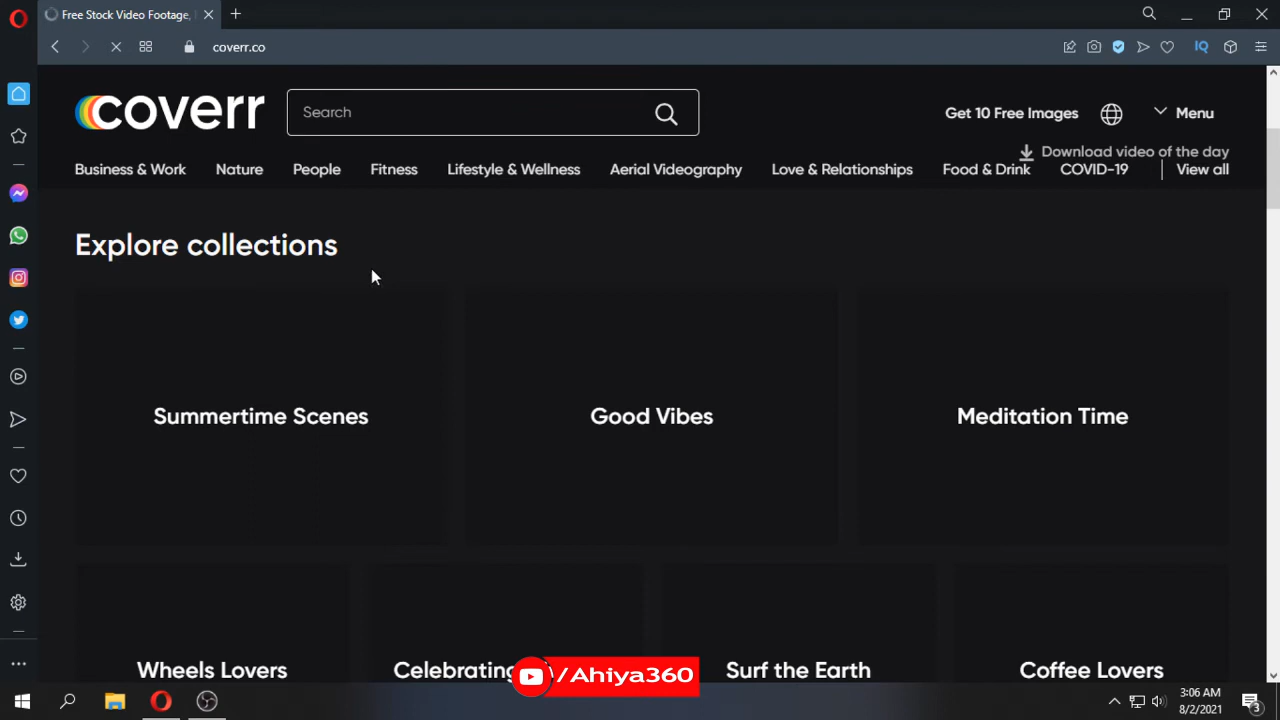 Free Stock Video Footage,
coverr.co
coverr
Search
Get 10 Free Images
Menu
Download video of the day
Business & Work
Nature
People
Fitness
Lifestyle & Wellness
Aerial Videography
Love & Relationships
Food & Drink
COVID-19
View all
Explore collections
Summertime Scenes
Good Vibes
Meditation Time
Wheels Lovers
Celebrating
Surf the Earth
Coffee Lovers
/Ahiya360
IQ
3:06 AM
8/2/2021
3